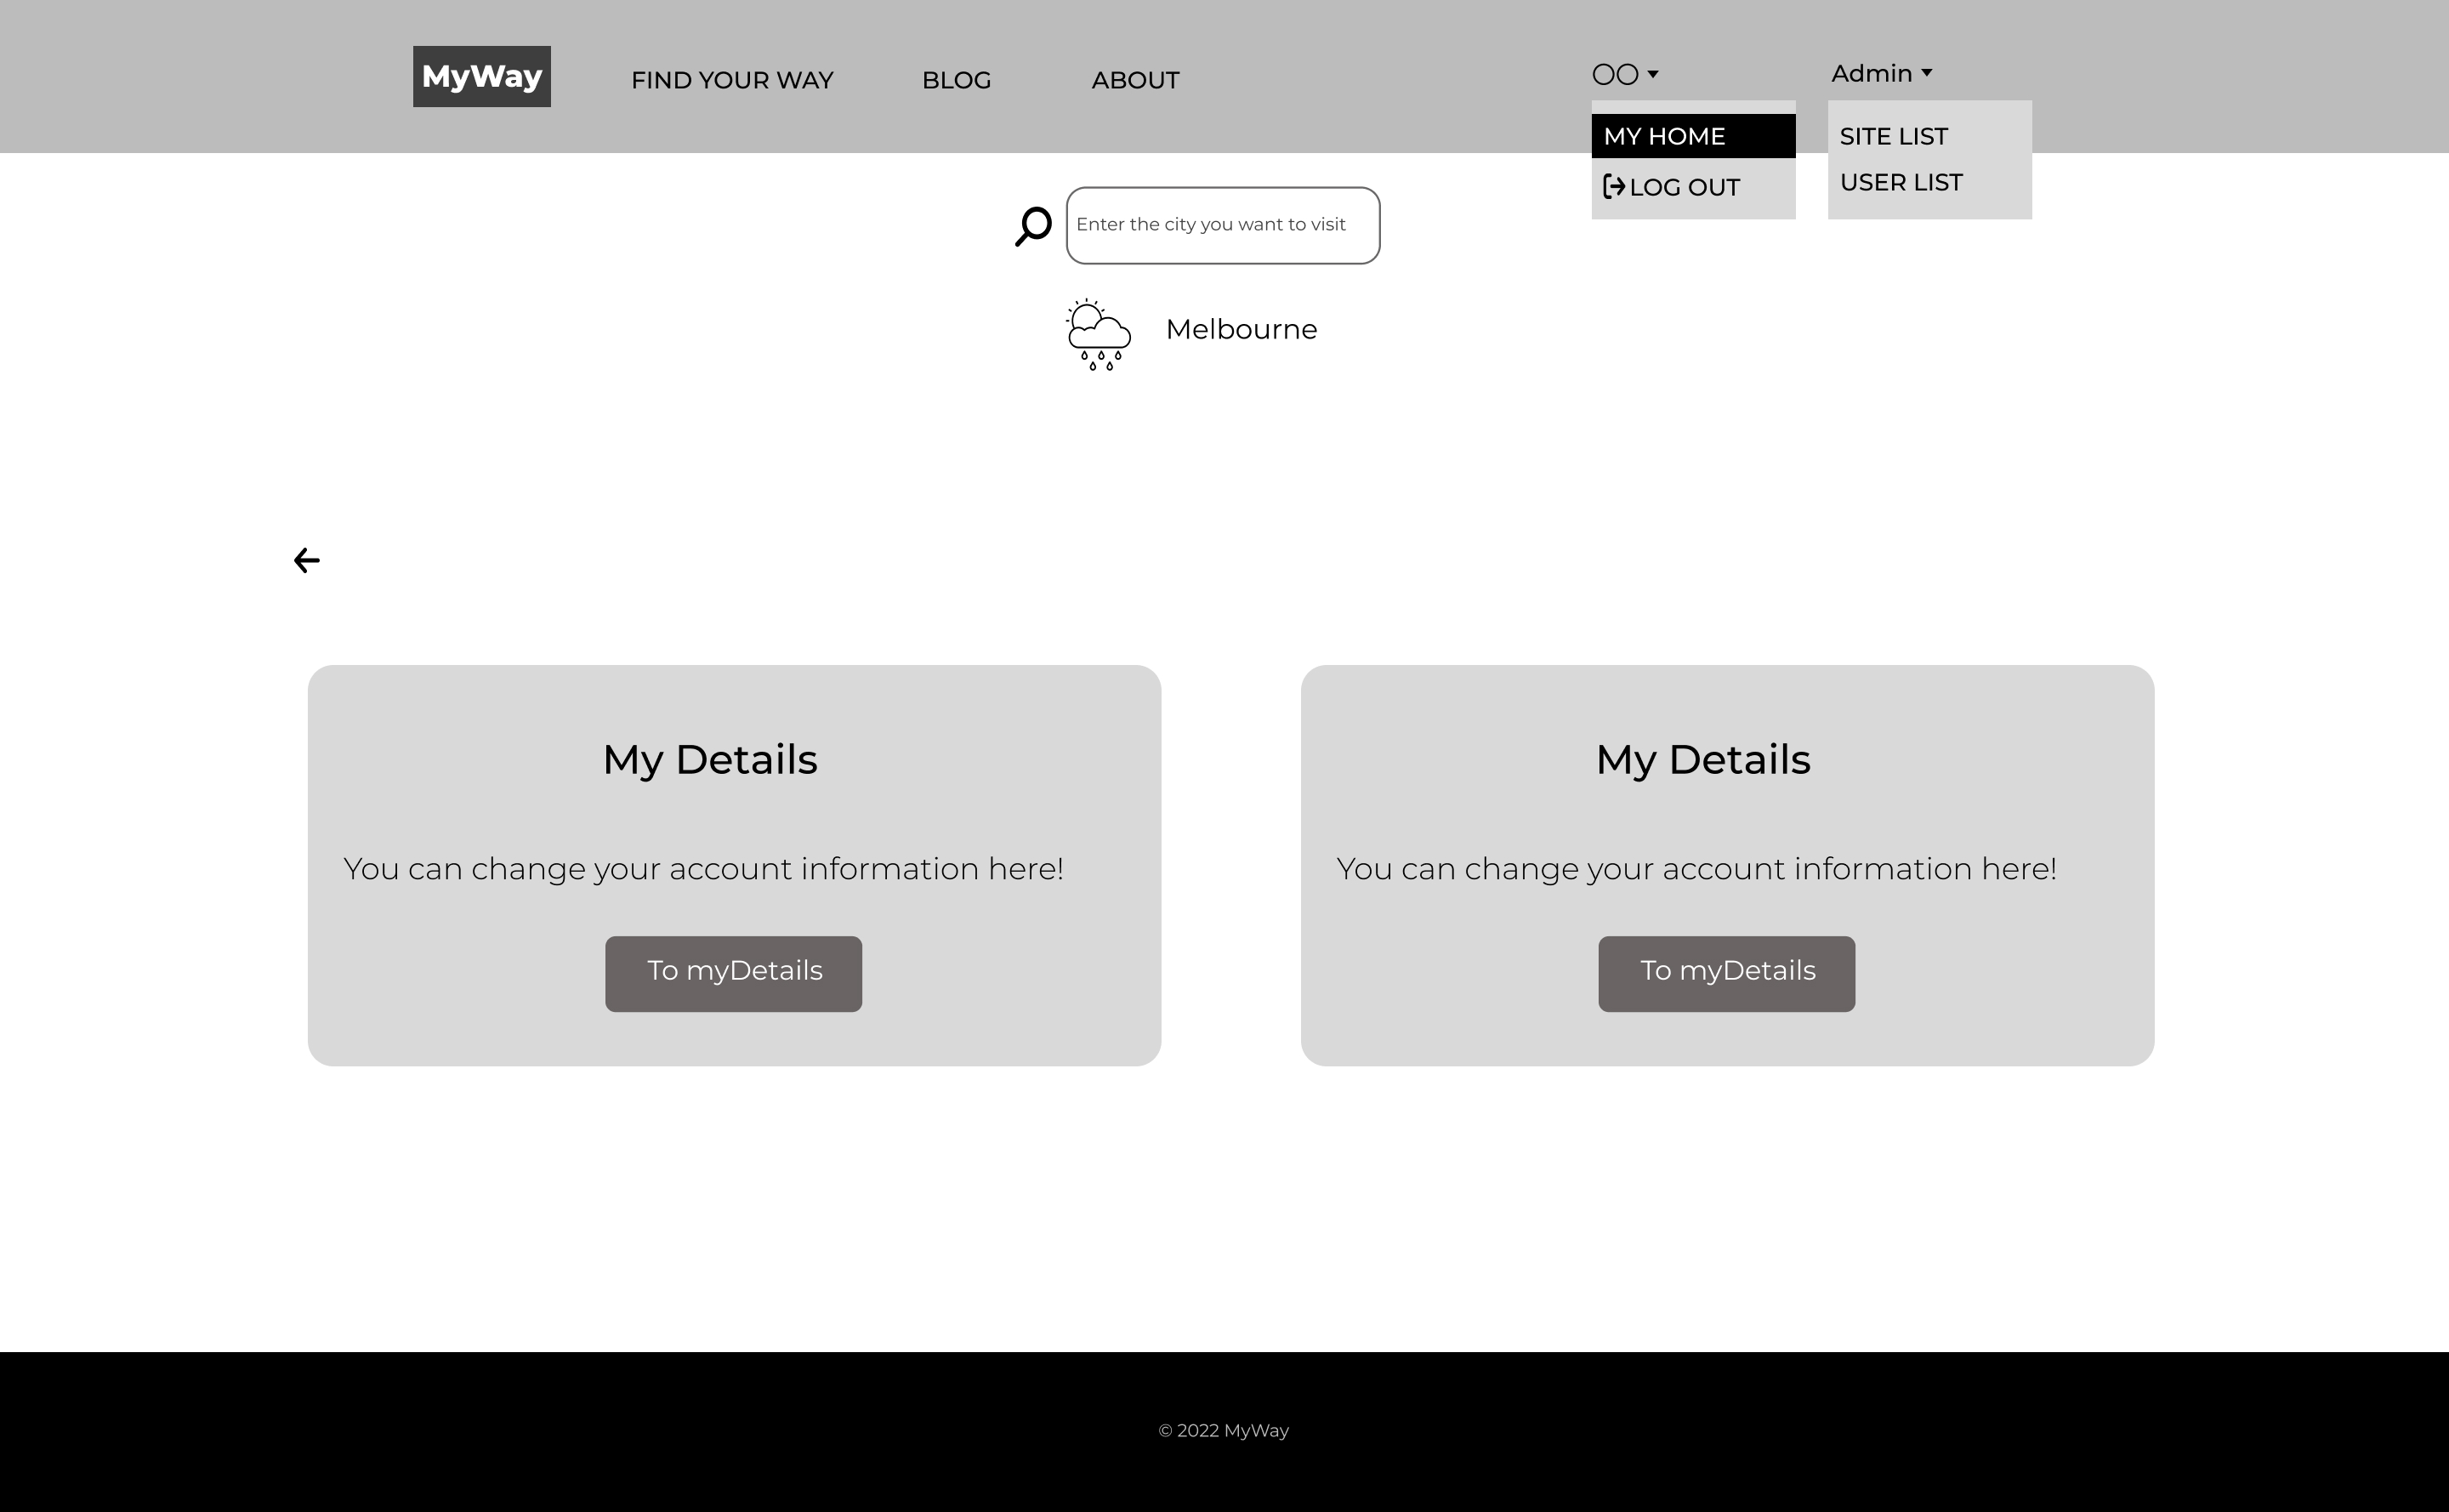 MyWay
FIND YOUR WAY
BLOG
ABOUT
○○
Admin
MY HOME
LOG OUT
SITE LIST
USER LIST
Enter the city you want to visit
Melbourne
My Details
You can change your account information here!
To myDetails
My Details
You can change your account information here!
To myDetails
© 2022 MyWay